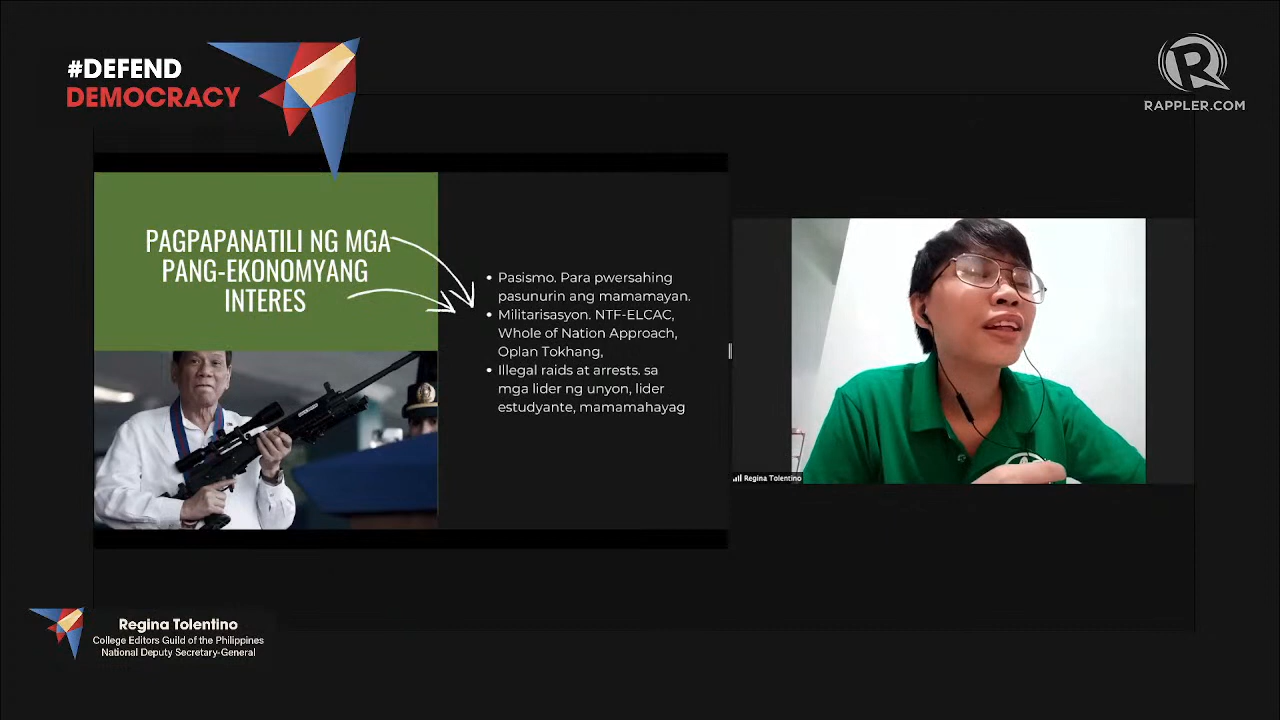 #DEFEND
DEMOCRACY
R
RAPPLER.COM
PAGPAPANATILI NG MGA
PANG-EKONOMYANG
INTERES
• Pasismo. Para pwersahing
pasunurin ang mamamayan.
• Militarisasyon. NTF-ELCAC,
Whole of Nation Approach,
Oplan Tokhang,
• Illegal raids at arrests. sa
mga lider ng unyon, lider
estudyante, mamamahayag
Regina Tolentino
Regina Tolentino
College Editors Guild of the Philippines
National Deputy Secretary-General